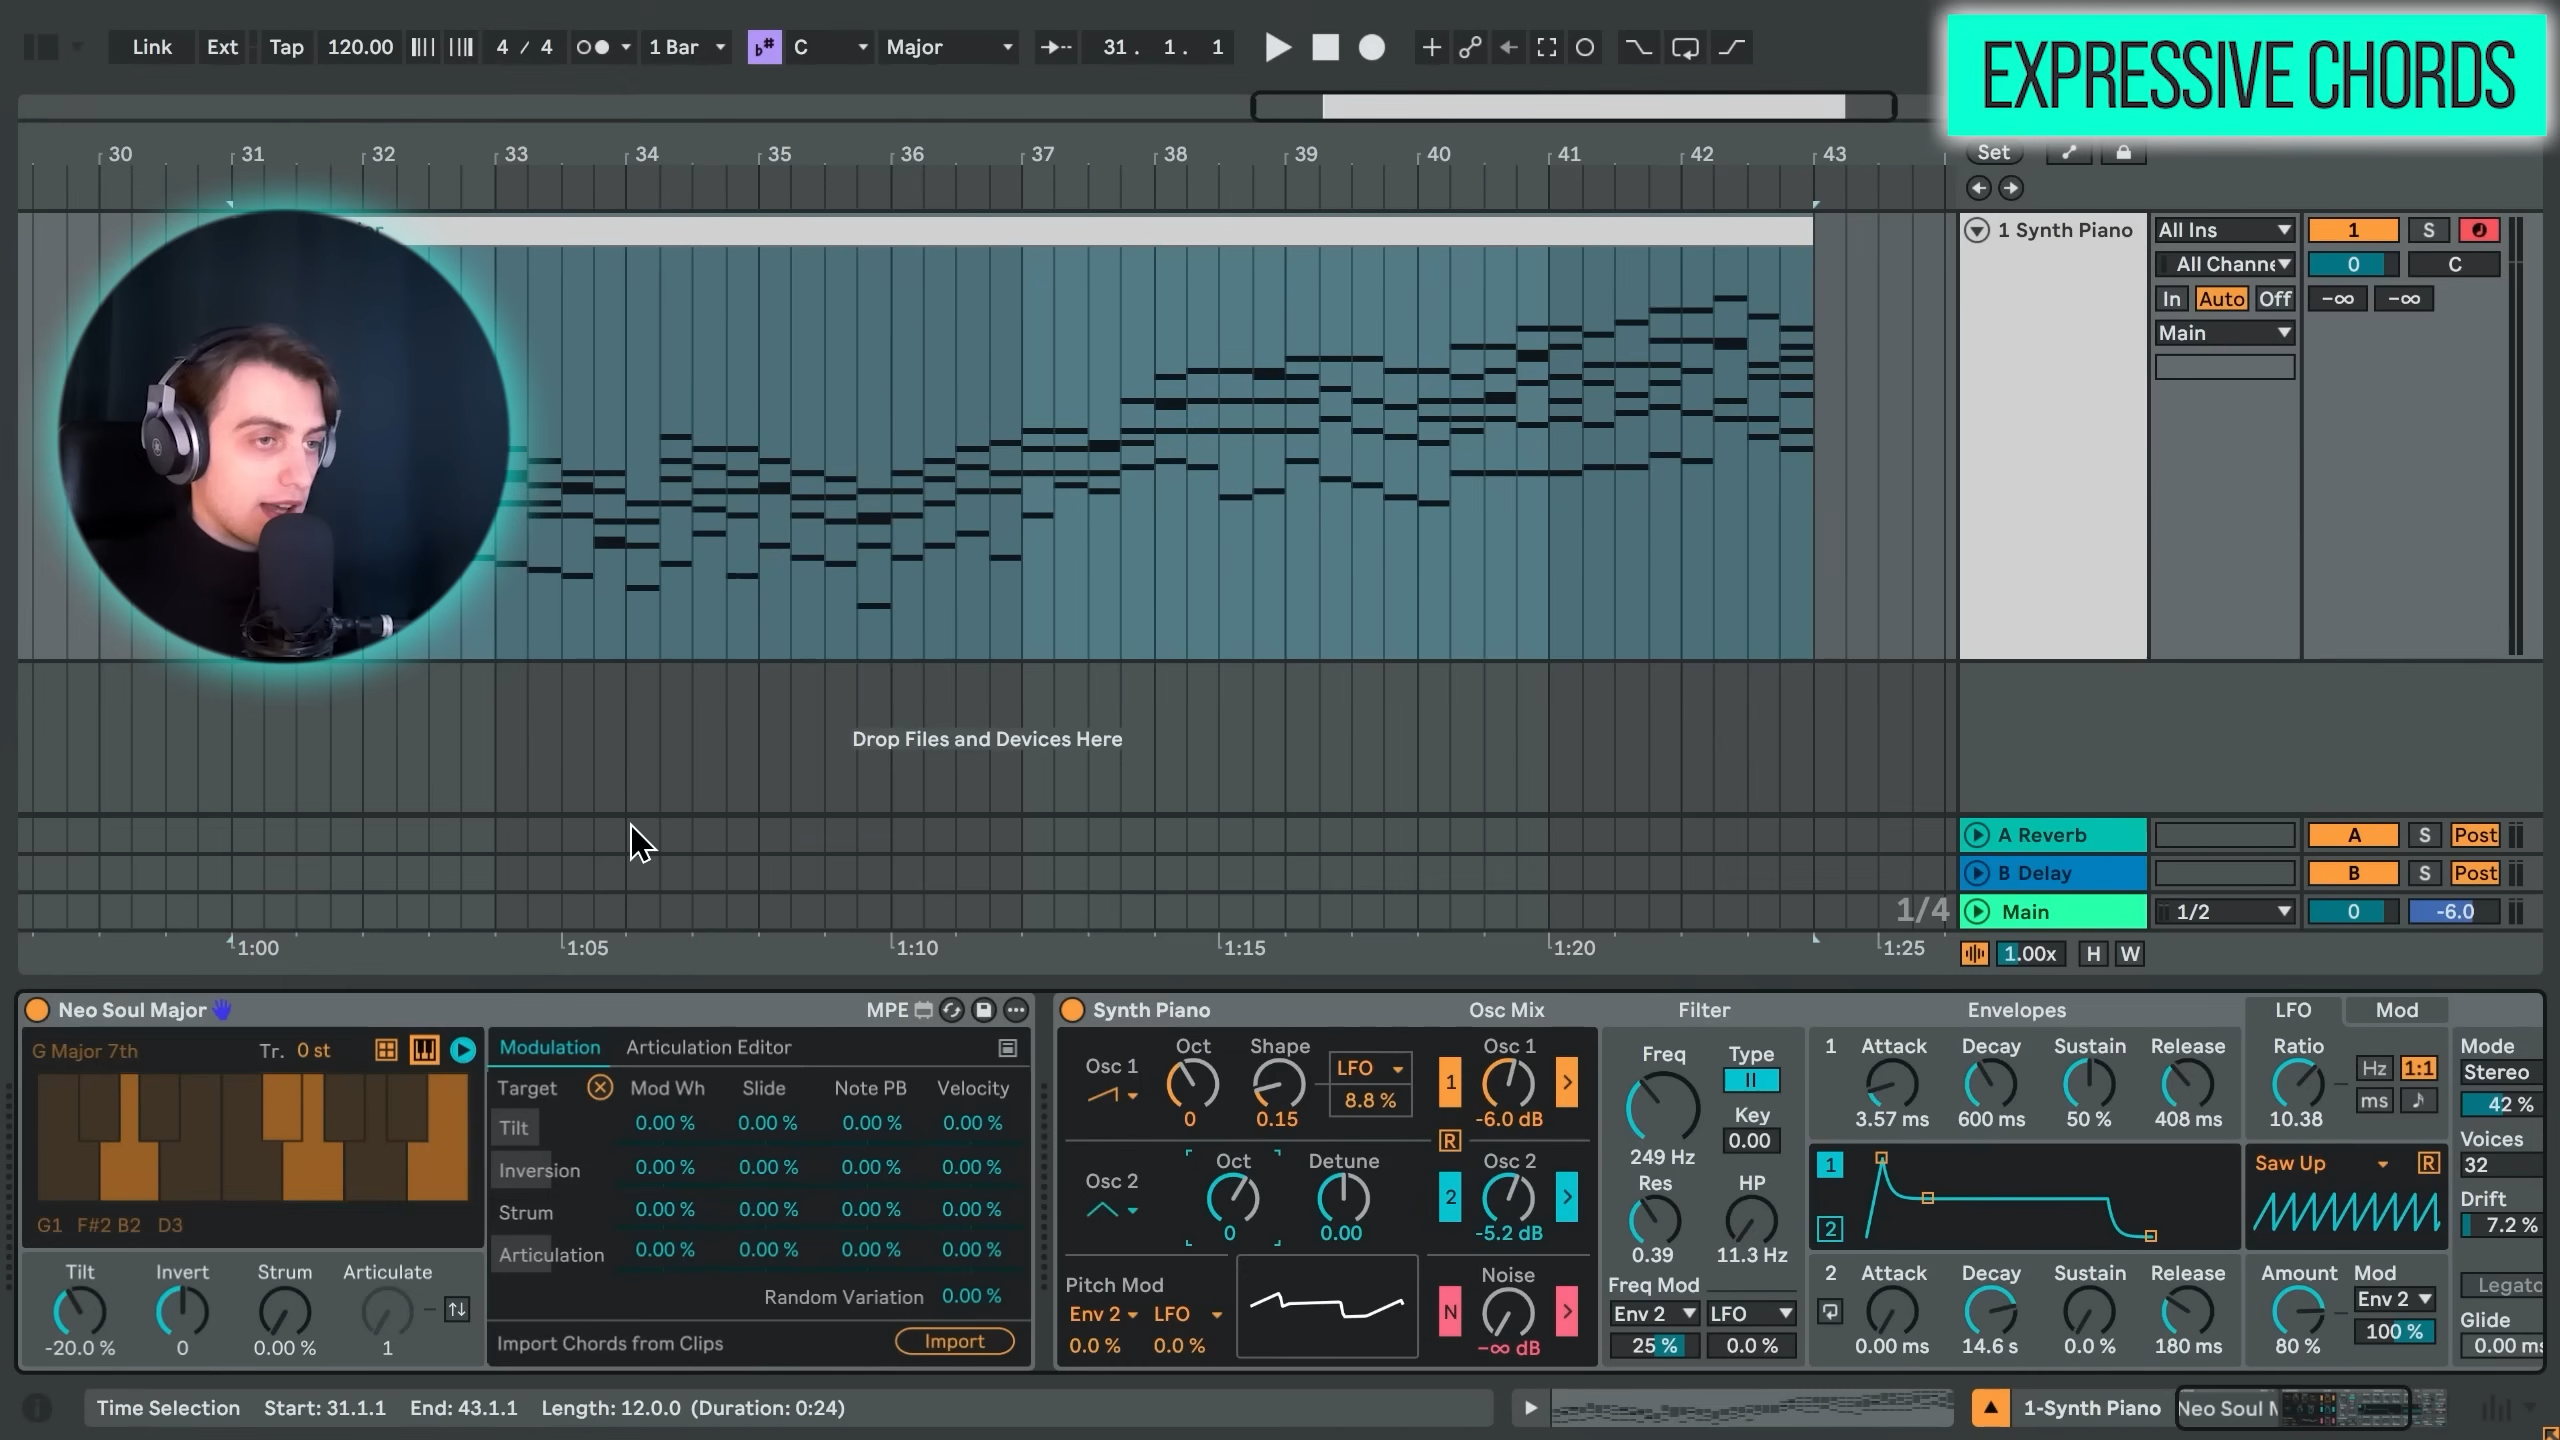 Link Ext Tap 120.00 4 / 4 1 Bar C Major 31. 1. 1
EXPRESSIVE CHORDS
30 31 32 33 34 35 36 37 38 39 40 41 42 43
Set
1 Synth Piano All Ins 1 S
All Channe 0 C
In Auto Off -∞ -∞
Main
Drop Files and Devices Here
A Reverb A S Post
B Delay B S Post
1/4 Main 1/2 0 -6.0
1:00 1:05 1:10 1:15 1:20 1:25
1.00x H W
Neo Soul Major MPE
G Major 7th Tr. 0 st
G1 F#2 B2 D3
Tilt Invert Strum Articulate
-20.0 % 0 0.00 % 1
Modulation Articulation Editor
Target Mod Wh Slide Note PB Velocity
Tilt 0.00 % 0.00 % 0.00 % 0.00 %
Inversion 0.00 % 0.00 % 0.00 % 0.00 %
Strum 0.00 % 0.00 % 0.00 % 0.00 %
Articulation 0.00 % 0.00 % 0.00 % 0.00 %
Random Variation 0.00 %
Import Chords from Clips Import
Synth Piano Osc Mix Filter Envelopes LFO Mod
Osc 1 Oct Shape LFO
0 0.15 8.8 %
Osc 2 Oct Detune
0 0.00
Pitch Mod
Env 2 LFO
0.0 % 0.0 %
1 Osc 1
-6.0 dB
R
2 Osc 2
-5.2 dB
N Noise
-∞ dB
Freq Type
249 Hz
Key
0.00
Res HP
0.39 11.3 Hz
Freq Mod
Env 2 LFO
25 % 0.0 %
1 Attack Decay Sustain Release
3.57 ms 600 ms 50 % 408 ms
1
2
2 Attack Decay Sustain Release
0.00 ms 14.6 s 0.0 % 180 ms
Ratio Hz 1:1
10.38 ms
Saw Up R
Amount Mod
Env 2
80 % 100 %
Mode
Stereo
42 %
Voices
32
Drift
7.2 %
Legato
Glide
0.00 ms
Time Selection Start: 31.1.1 End: 43.1.1 Length: 12.0.0 (Duration: 0:24)
1-Synth Piano Neo Soul M